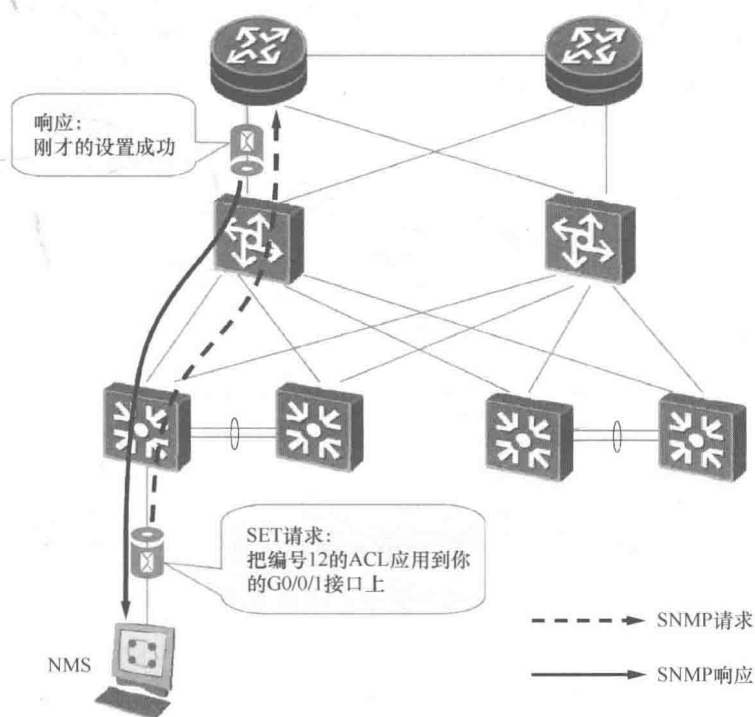 响应：
刚才的设置成功
SET请求：
把编号12的ACL应用到你
的G0/0/1接口上
NMS
SNMP请求
SNMP响应